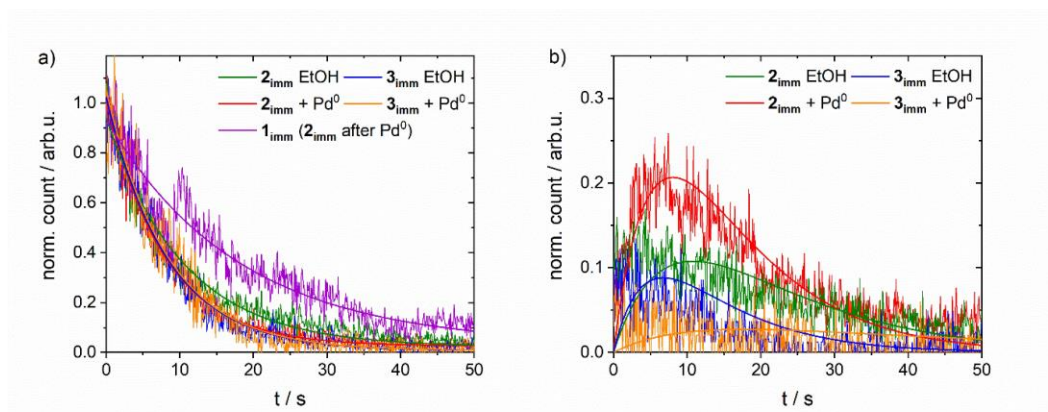 a)
2imm EtOH 3imm EtOH
2imm + Pd0 3imm + Pd0
1imm (2imm after Pd0)
norm. count / arb.u.
1.0
0.8
0.6
0.4
0.2
0.0
0 10 20 30 40 50
t / s
b)
2imm EtOH 3imm EtOH
2imm + Pd0 3imm + Pd0
norm. count / arb.u.
0.3
0.2
0.1
0.0
0 10 20 30 40 50
t / s